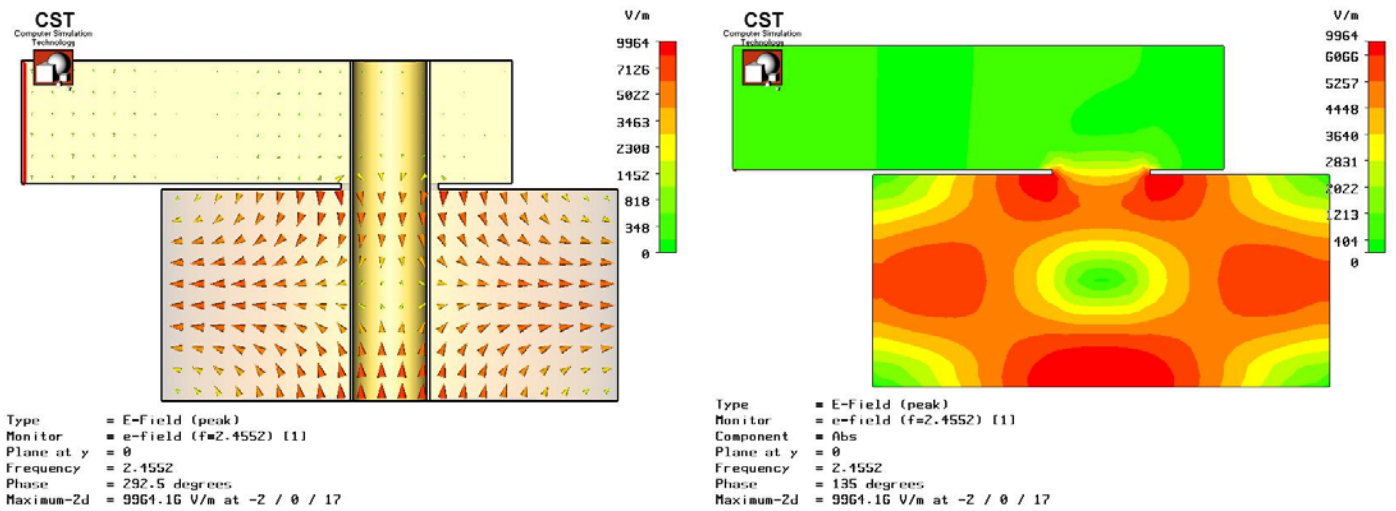 CST
Computer Simulation
Technology
V/m
9964
7126
5022
3463
2308
1452
818
348
0
Type = E-Field (peak)
Monitor = e-field (f=2.4552) [1]
Plane at y = 0
Frequency = 2.4552
Phase = 292.5 degrees
Maximum-2d = 9964.16 V/m at -2 / 0 / 17
CST
Computer Simulation
Technology
V/m
9964
6066
5257
4448
3640
2831
2022
1213
404
0
Type = E-Field (peak)
Monitor = e-field (f=2.4552) [1]
Component = Abs
Plane at y = 0
Frequency = 2.4552
Phase = 135 degrees
Maximum-2d = 9964.16 V/m at -2 / 0 / 17